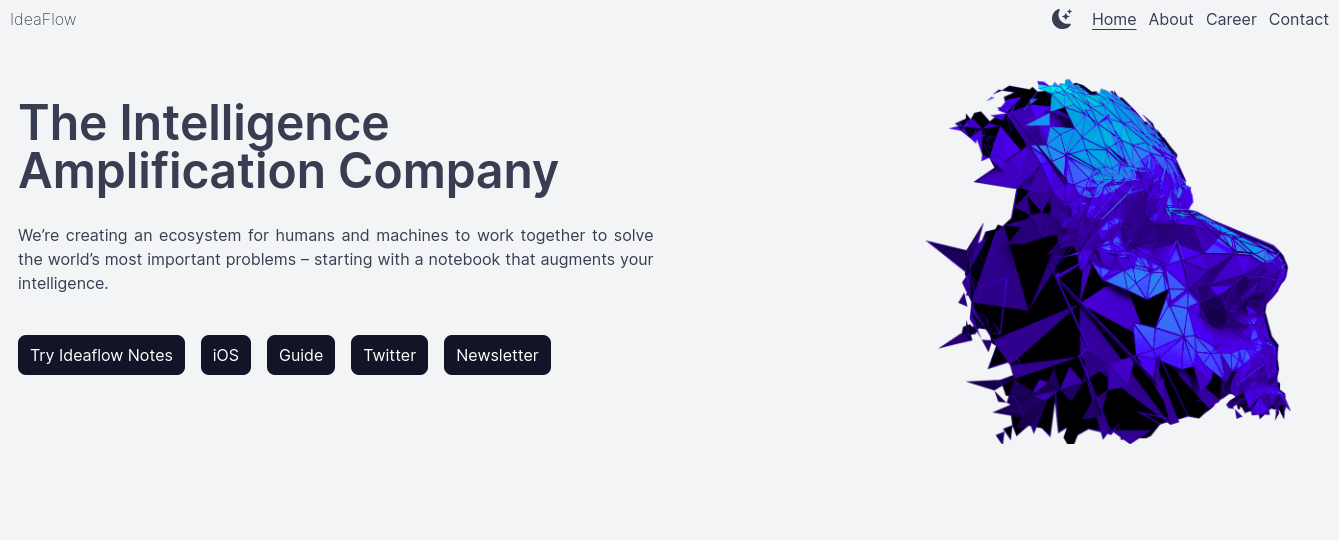 IdeaFlow
Home About Career Contact
The Intelligence
Amplification Company
We’re creating an ecosystem for humans and machines to work together to solve
the world’s most important problems – starting with a notebook that augments your
intelligence.
Try Ideaflow Notes iOS Guide Twitter Newsletter